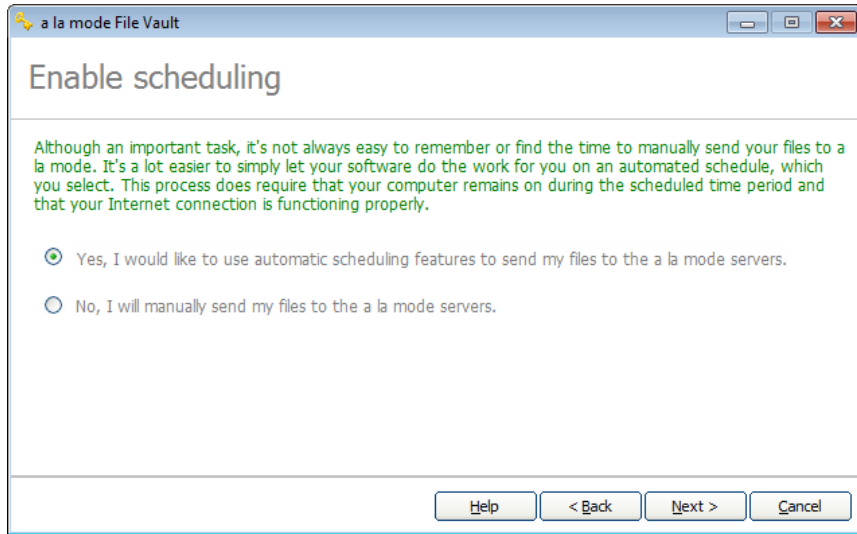 a la mode File Vault
Enable scheduling
Although an important task, it's not always easy to remember or find the time to manually send your files to a
la mode. It's a lot easier to simply let your software do the work for you on an automated schedule, which
you select. This process does require that your computer remains on during the scheduled time period and
that your Internet connection is functioning properly.
Yes, I would like to use automatic scheduling features to send my files to the a la mode servers.
No, I will manually send my files to the a la mode servers.
Help < Back Next > Cancel